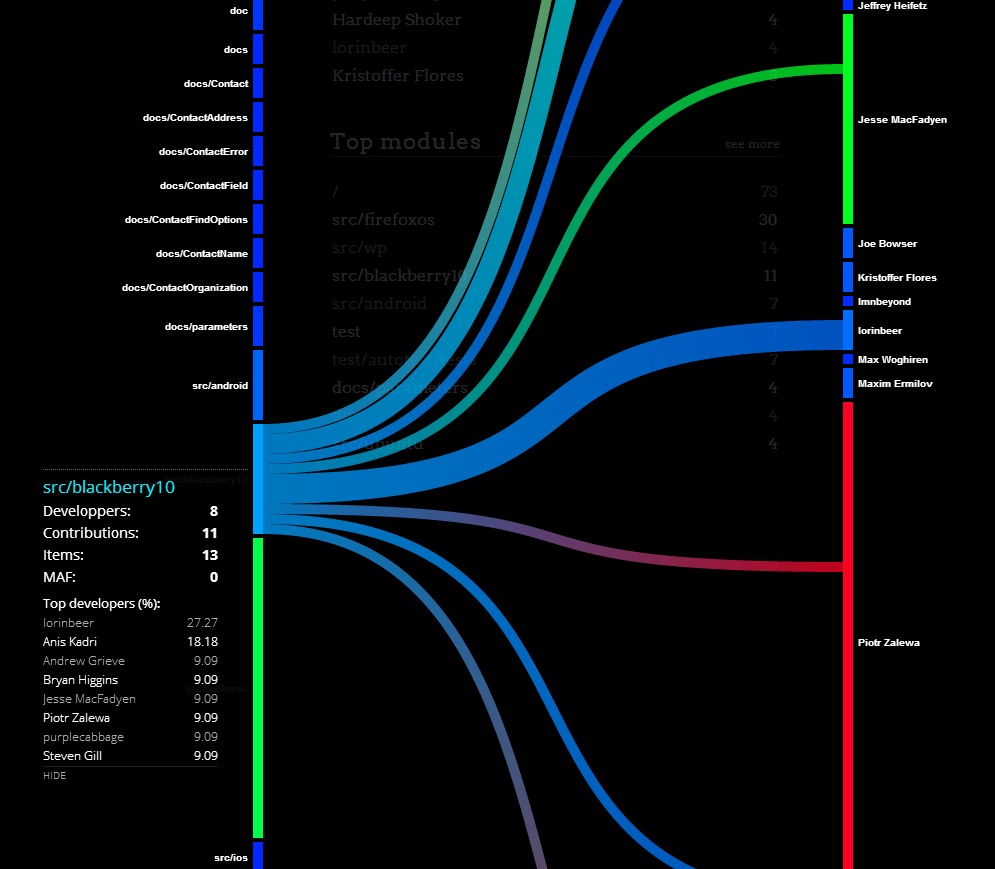 doc
docs
docs/Contact
docs/ContactAddress
docs/ContactError
docs/ContactField
docs/ContactFindOptions
docs/ContactName
docs/ContactOrganization
docs/parameters
src/android
src/blackberry10
src/blackberry10
Developpers: 8
Contributions: 11
Items: 13
MAF: 0
Top developers (%):
lorinbeer 27.27
Anis Kadri 18.18
Andrew Grieve 9.09
Bryan Higgins 9.09
Jesse MacFadyen 9.09
Piotr Zalewa 9.09
purplecabbage 9.09
Steven Gill 9.09
HIDE
src/ios
Hardeep Shoker 4
lorinbeer 4
Kristoffer Flores
Top modules see more
/ 73
src/firefoxos 30
src/wp 14
src/blackberry10 11
src/android 7
test 7
7
docs/parameters 4
4
4
Jeffrey Heifetz
Jesse MacFadyen
Joe Bowser
Kristoffer Flores
lmnbeyond
lorinbeer
Max Woghiren
Maxim Ermilov
Piotr Zalewa